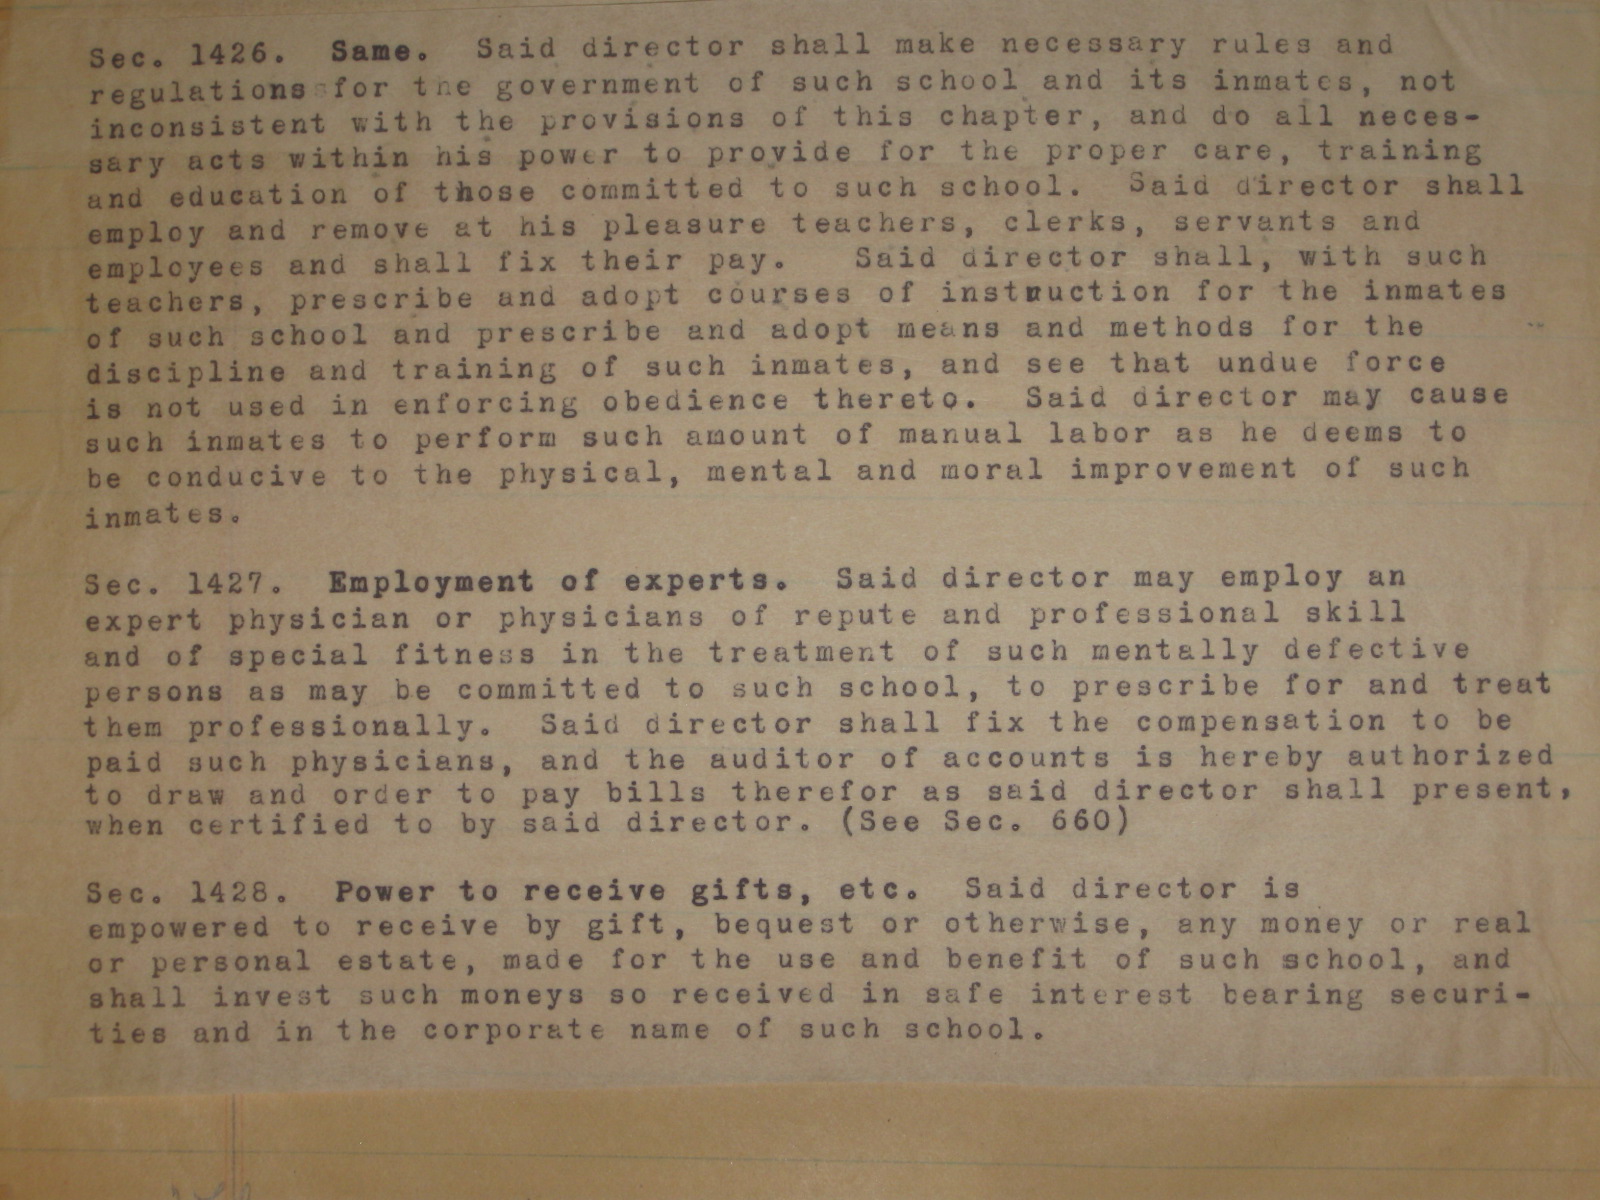 Sec. 1426. Same. Said director shall make necessary rules and
regulations for the government of such school and its inmates, not
inconsistent with the provisions of this chapter, and do all neces-
sary acts within his power to provide for the proper care, training
and education of those committed to such school. Said director shall
employ and remove at his pleasure teachers, clerks, servants and
employees and shall fix their pay. Said director shall, with such
teachers, prescribe and adopt courses of instruction for the inmates
of such school and prescribe and adopt means and methods for the
discipline and training of such inmates, and see that undue force
is not used in enforcing obedience thereto. Said director may cause
such inmates to perform such amount of manual labor as he deems to
be conducive to the physical, mental and moral improvement of such
inmates.
Sec. 1427. Employment of experts. Said director may employ an
expert physician or physicians of repute and professional skill
and of special fitness in the treatment of such mentally defective
persons as may be committed to such school, to prescribe for and treat
them professionally. Said director shall fix the compensation to be
paid such physicians, and the auditor of accounts is hereby authorized
to draw and order to pay bills therefor as said director shall present,
when certified to by said director. (See Sec. 660)
Sec. 1428. Power to receive gifts, etc. Said director is
empowered to receive by gift, bequest or otherwise, any money or real
or personal estate, made for the use and benefit of such school, and
shall invest such moneys so received in safe interest bearing securi-
ties and in the corporate name of such school.